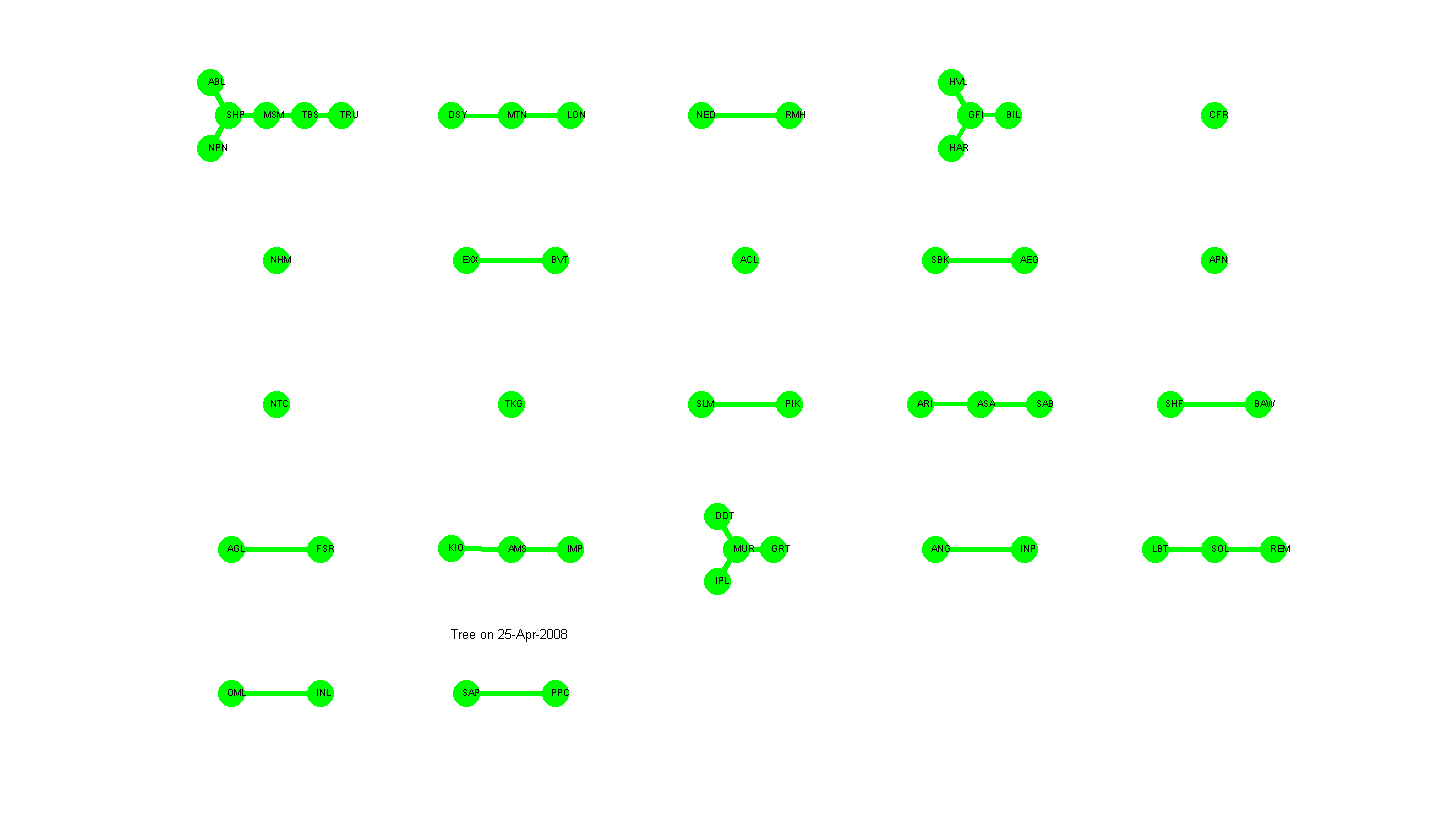 ABL
SHP MSM TBS TRU
NPN
DSY MTN LON
NED RMH
HVL
GFI BIL
HAR
CFR
NHM
EXX BVT
ACL
SBK AEG
APN
NTC
TKG
SLM PIK
ARI ASA SAB
SHF BAW
AGL FSR
KIO AMS IMP
DDT
MUR GRT
IPL
ANG INP
LBT SOL REM
Tree on 25-Apr-2008
OML INL
SAP PPC